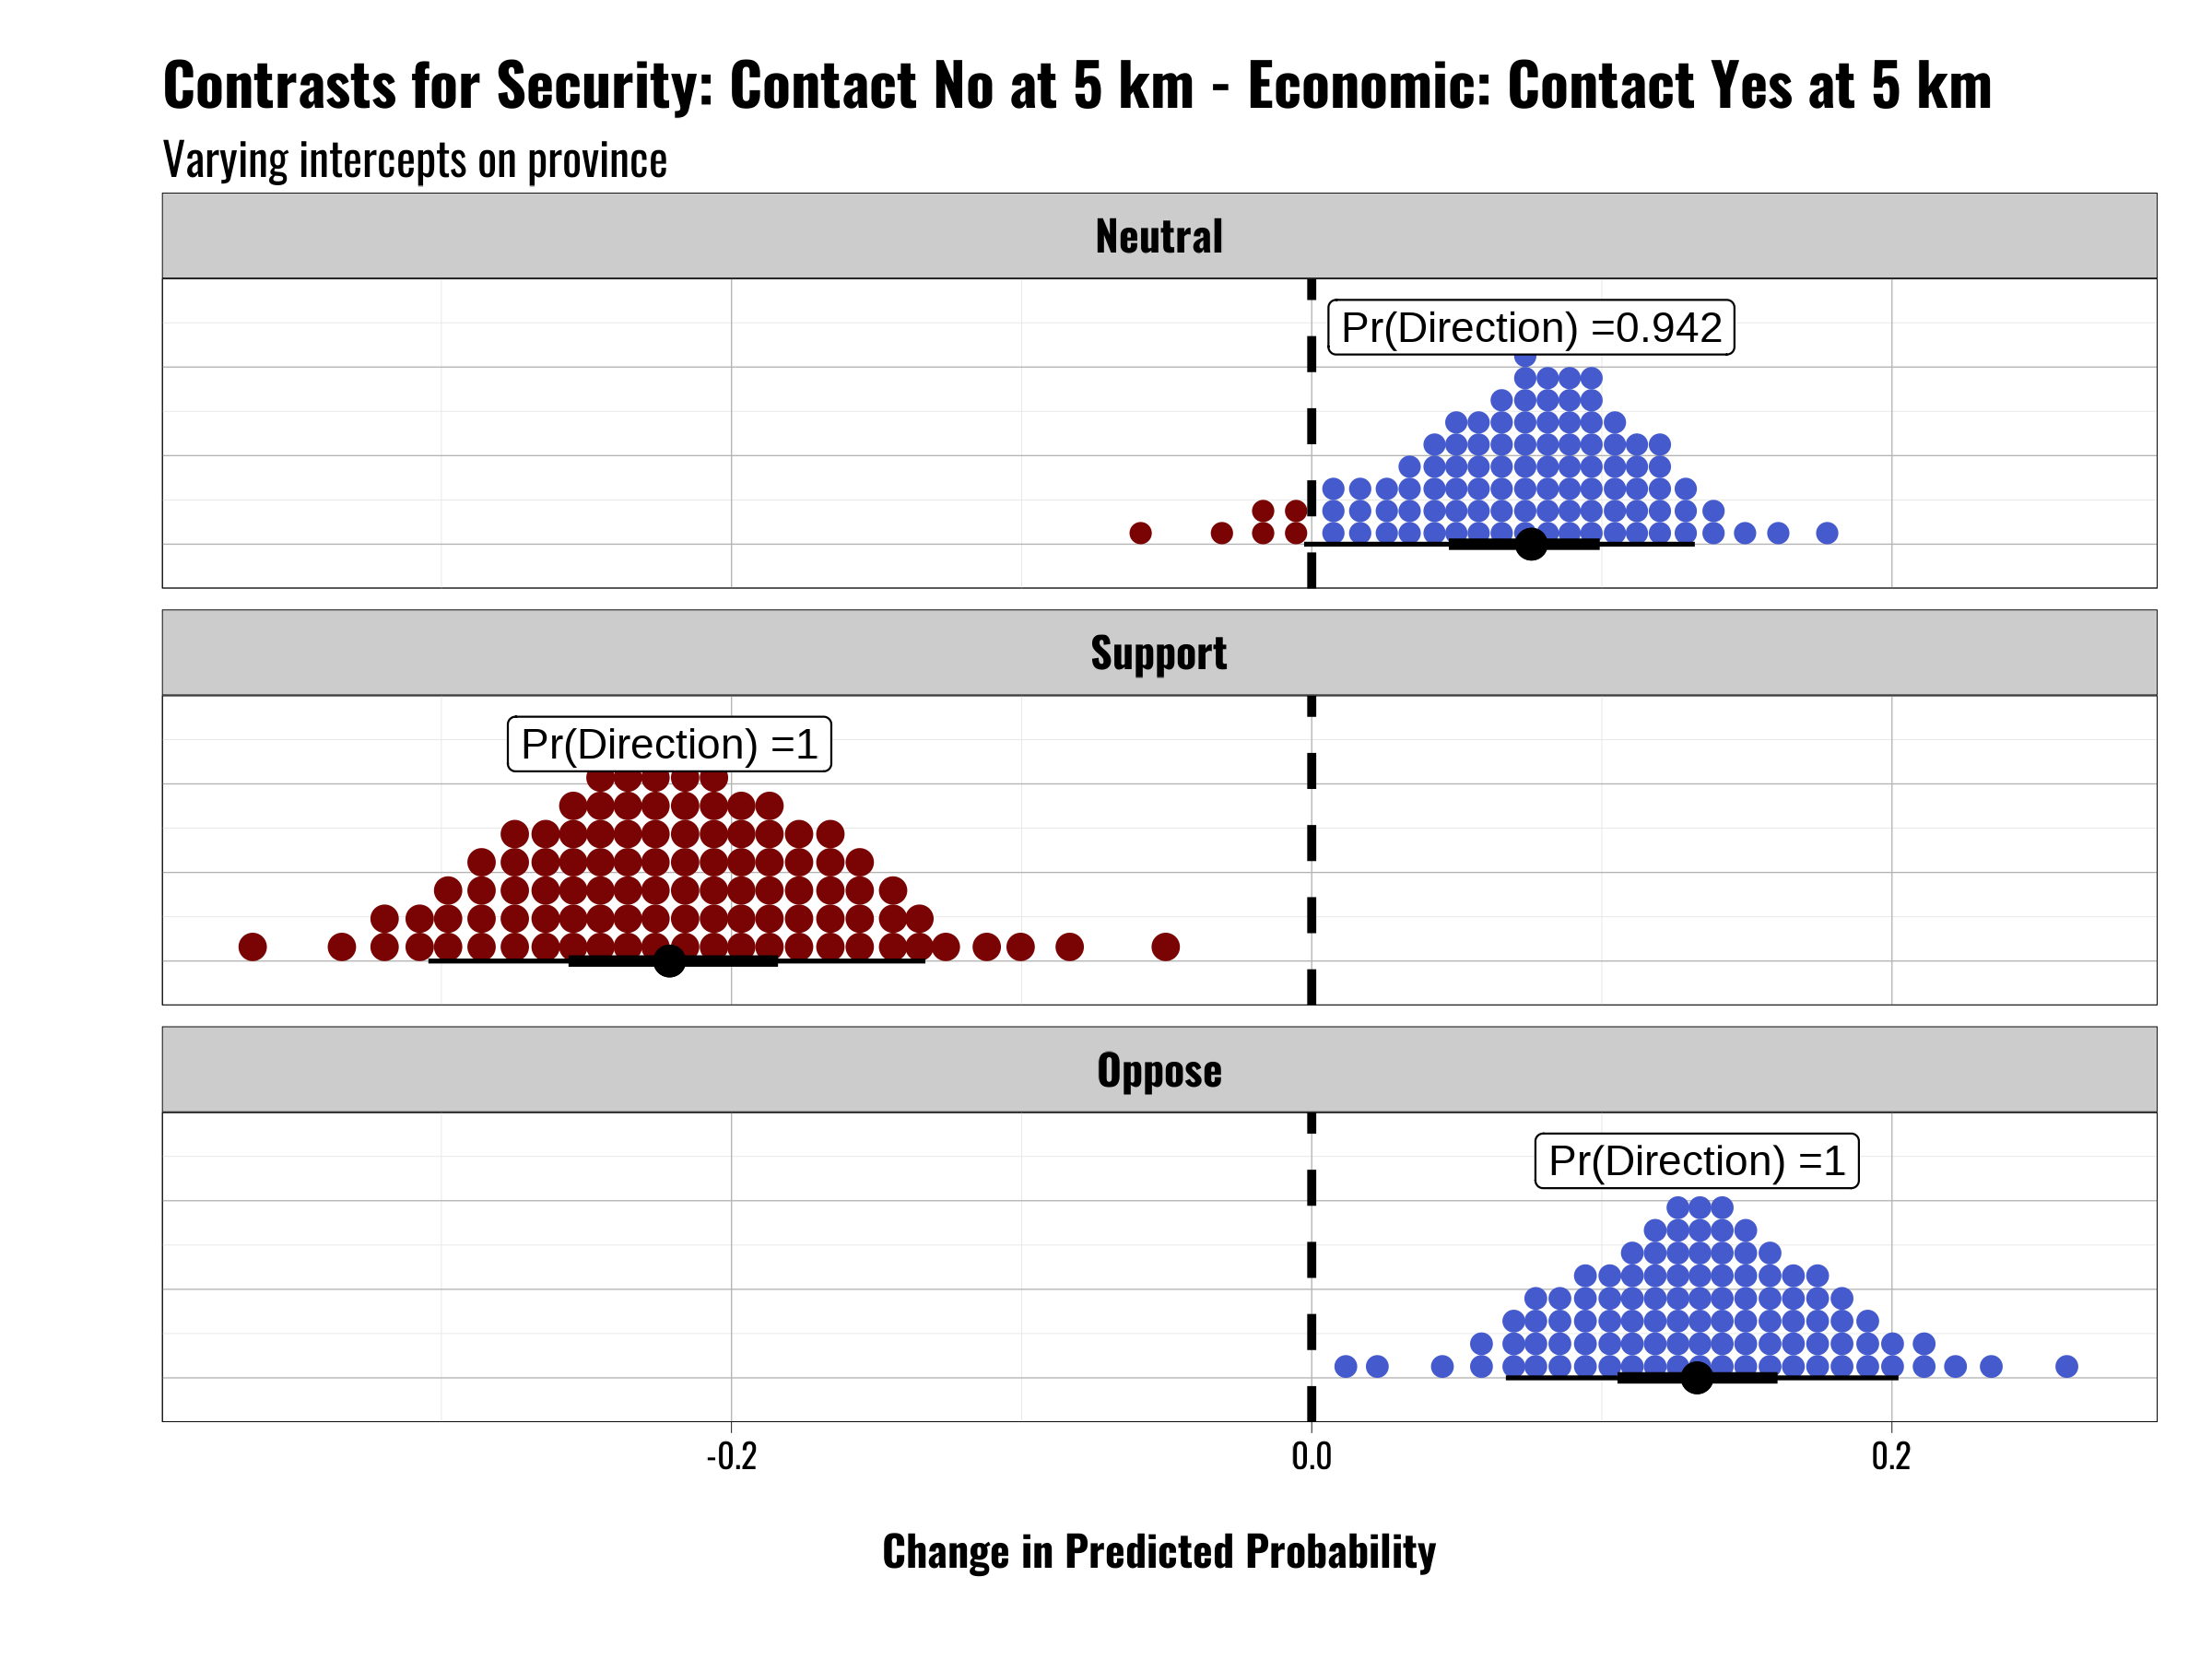 Contrasts for Security: Contact No at 5 km - Economic: Contact Yes at 5 km
Varying intercepts on province
Neutral
Pr(Direction) =0.942
Support
Pr(Direction) =1
Oppose
Pr(Direction) =1
-0.2 0.0 0.2
Change in Predicted Probability